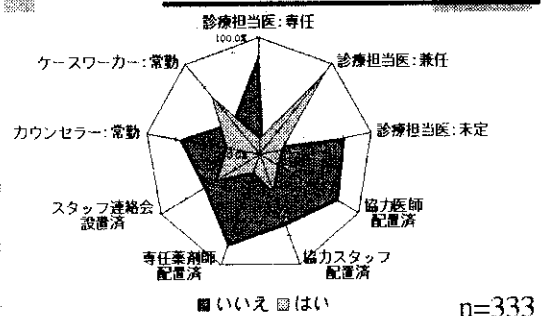 診療担当医:専任
100.0%
ケースワーカー:常勤
診療担当医:兼任
カウンセラー:常勤
診療担当医:未定
スタッフ連絡会
設置済
協力医師
配置済
専任薬剤師
配置済
協力スタッフ
配置済
いいえ はい
n=333